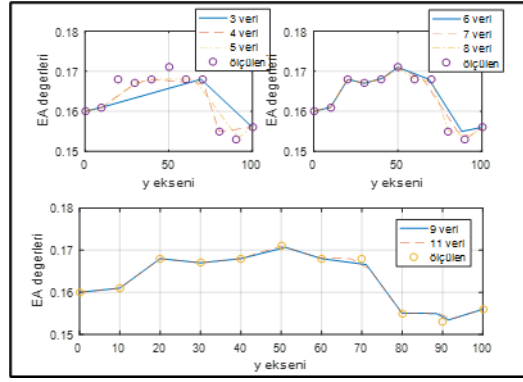 0.18
0.17
0.16
0.15
EA degerleri
0
50
100
y ekseni
3 veri
4 veri
5 veri
ölçülen
0.18
0.17
0.16
0.15
EA degerleri
0
50
100
y ekseni
6 veri
7 veri
8 veri
ölçülen
0.18
0.17
0.16
0.15
EA degerleri
0 10 20 30 40 50 60 70 80 90 100
y ekseni
9 veri
11 veri
ölçülen